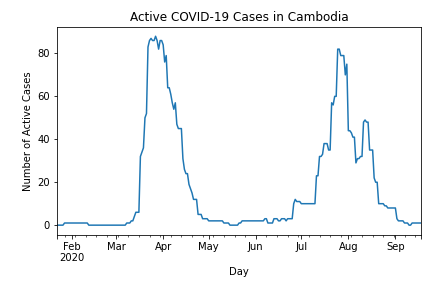 Active COVID-19 Cases in Cambodia
80
60
40
20
0
Number of Active Cases
Feb Mar Apr May Jun Jul Aug Sep
2020
Day